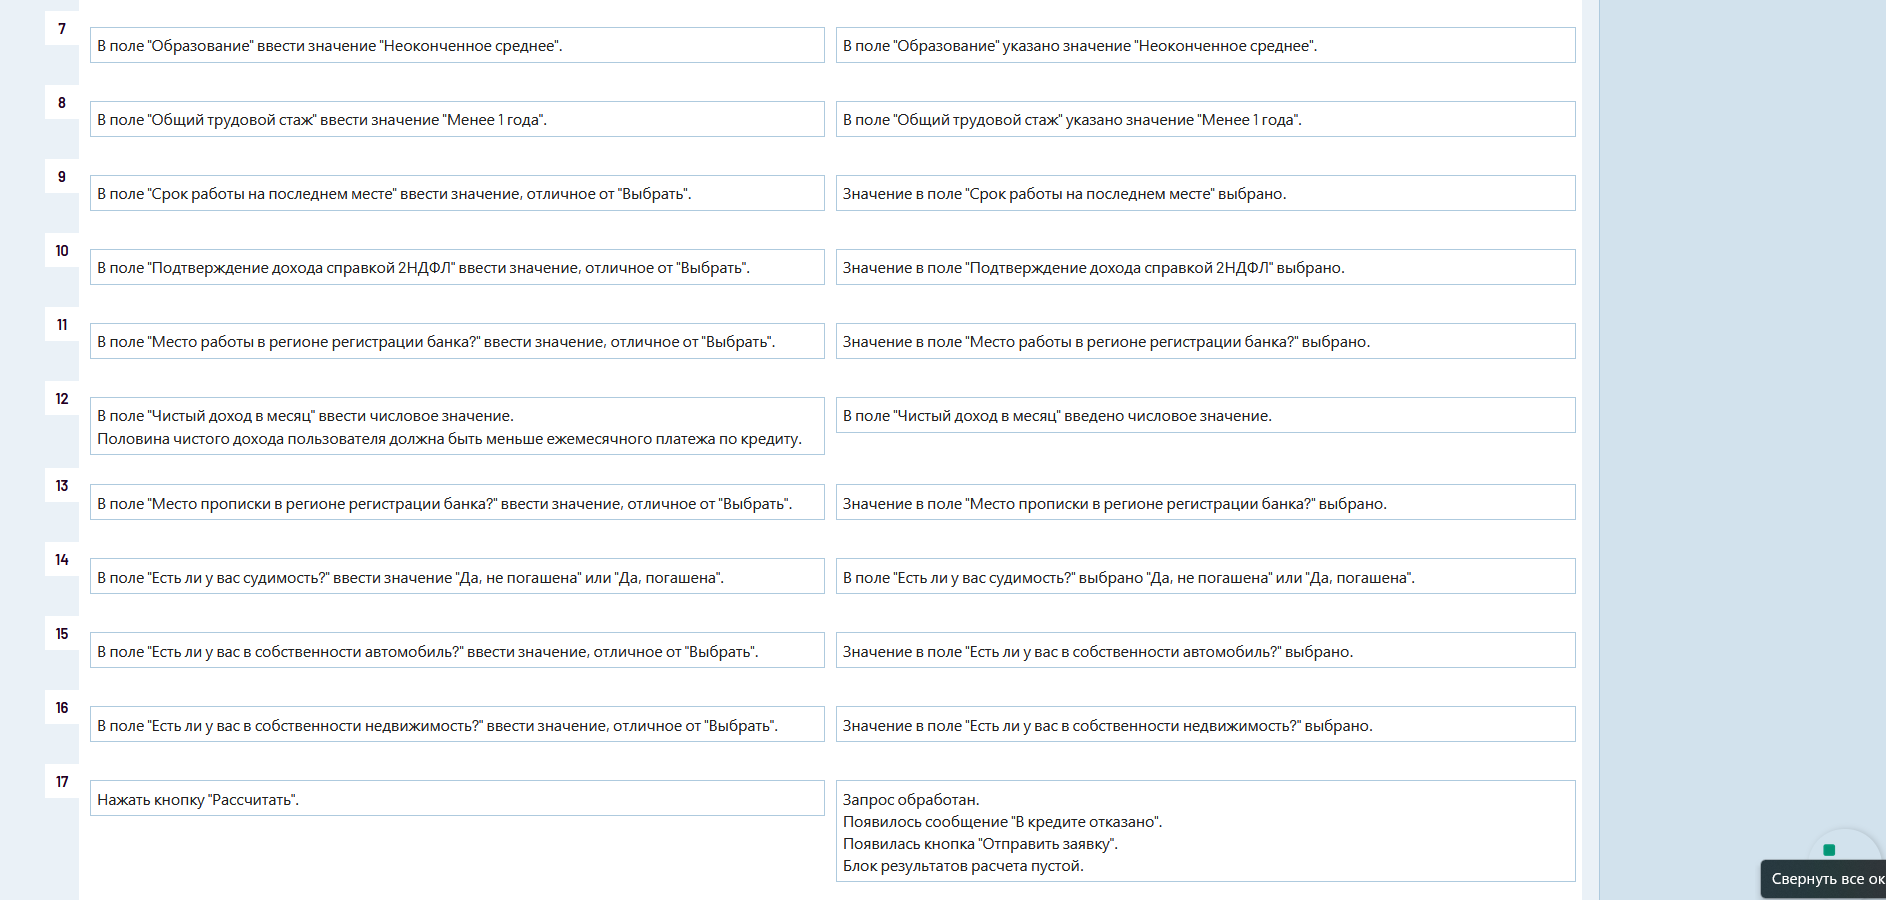 7
В поле "Образование" ввести значение "Неоконченное среднее".
В поле "Образование" указано значение "Неоконченное среднее".
8
В поле "Общий трудовой стаж" ввести значение "Менее 1 года".
В поле "Общий трудовой стаж" указано значение "Менее 1 года".
9
В поле "Срок работы на последнем месте" ввести значение, отличное от "Выбрать".
Значение в поле "Срок работы на последнем месте" выбрано.
10
В поле "Подтверждение дохода справкой 2НДФЛ" ввести значение, отличное от "Выбрать".
Значение в поле "Подтверждение дохода справкой 2НДФЛ" выбрано.
11
В поле "Место работы в регионе регистрации банка?" ввести значение, отличное от "Выбрать".
Значение в поле "Место работы в регионе регистрации банка?" выбрано.
12
В поле "Чистый доход в месяц" ввести числовое значение.
Половина чистого дохода пользователя должна быть меньше ежемесячного платежа по кредиту.
В поле "Чистый доход в месяц" введено числовое значение.
13
В поле "Место прописки в регионе регистрации банка?" ввести значение, отличное от "Выбрать".
Значение в поле "Место прописки в регионе регистрации банка?" выбрано.
14
В поле "Есть ли у вас судимость?" ввести значение "Да, не погашена" или "Да, погашена".
В поле "Есть ли у вас судимость?" выбрано "Да, не погашена" или "Да, погашена".
15
В поле "Есть ли у вас в собственности автомобиль?" ввести значение, отличное от "Выбрать".
Значение в поле "Есть ли у вас в собственности автомобиль?" выбрано.
16
В поле "Есть ли у вас в собственности недвижимость?" ввести значение, отличное от "Выбрать".
Значение в поле "Есть ли у вас в собственности недвижимость?" выбрано.
17
Нажать кнопку "Рассчитать".
Запрос обработан.
Появилось сообщение "В кредите отказано".
Появилась кнопка "Отправить заявку".
Блок результатов расчета пустой.
Свернуть все ок